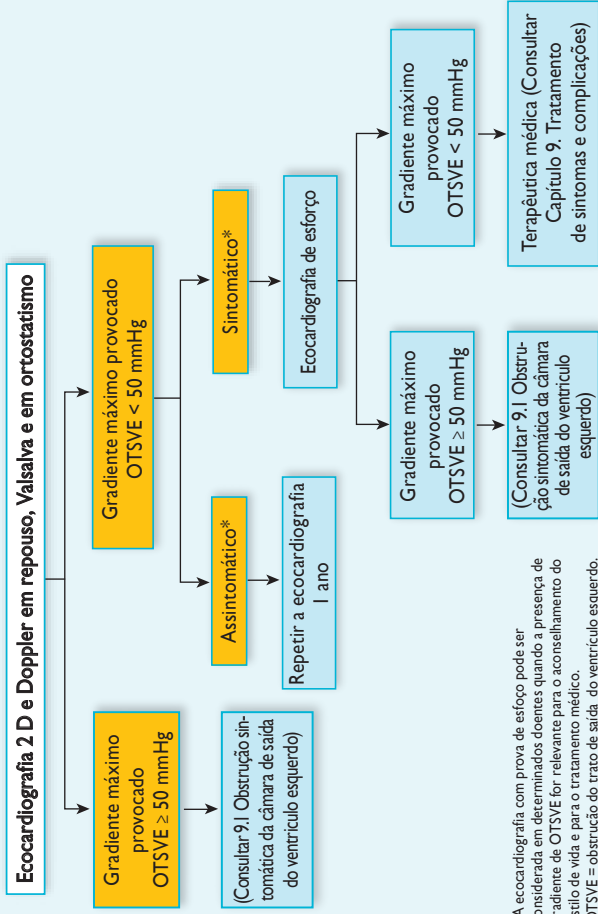 Ecocardiografia 2 D e Doppler em repouso, Valsalva e em ortostatismo
Gradiente máximo
provocado
OTSVE ≥ 50 mmHg
Gradiente máximo provocado
OTSVE < 50 mmHg
(Consultar 9.1 Obstrução sin-
tomática da câmara de saída
do ventriculo esquerdo)
Assintomático*
Sintomático*
Repetir a ecocardiografia
1 ano
Ecocardiografia de esforço
Gradiente máximo
provocado
OTSVE ≥ 50 mmHg
Gradiente máximo
provocado
OTSVE < 50 mmHg
(Consultar 9.1 Obstru-
ção sintomática da câmara
de saída do ventrículo
esquerdo)
Terapêutica médica (Consultar
Capítulo 9. Tratamento
de sintomas e complicações)
A ecocardiografia com prova de esfoço pode ser
onsiderada em determinados doentes quando a presença de
radiente de OTSVE for relevante para o aconselhamento do
stilo de vida e para o tratamento médico.
OTSVE = obstrução do trato de saída do ventrículo esquerdo.